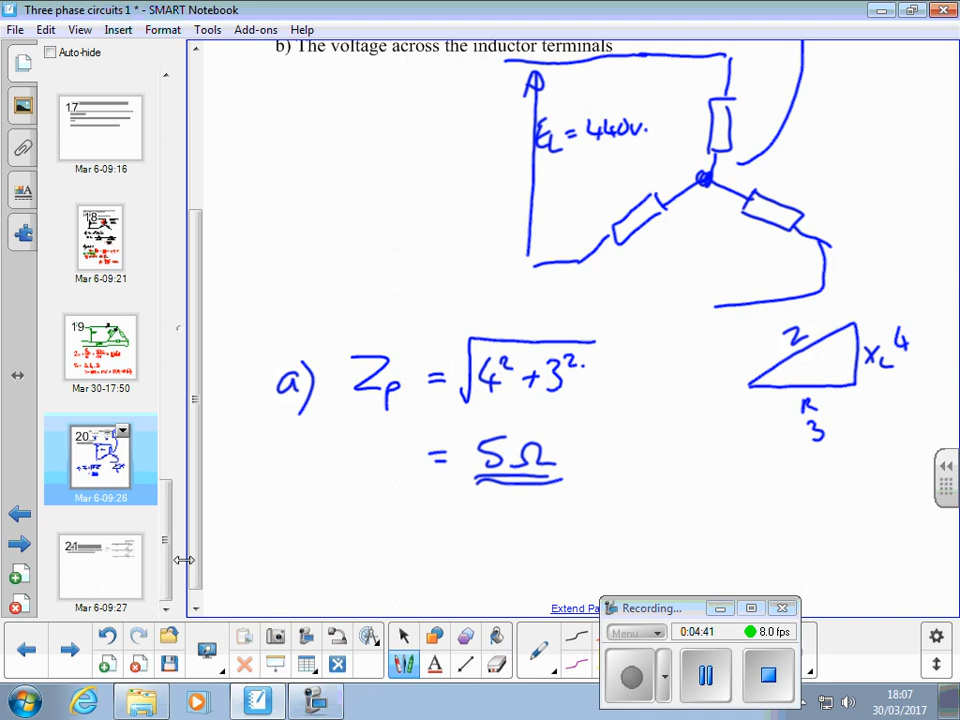 Three phase circuits 1 * - SMART Notebook
File Edit View Insert Format Tools Add-ons Help
Auto-hide
b) The voltage across the inductor terminals
17
Mar 6-09:16
18
Mar 6-09:21
19
Mar 30-17:50
20
Mar 6-09:26
21
Mar 6-09:27
EL = 440v.
Z
XL 4
R
3
a) Zp = √4² + 3².
= 5Ω
Extend Pa
Recording...
Menu
0:04:41
8.0 fps
A
18:07
30/03/2017